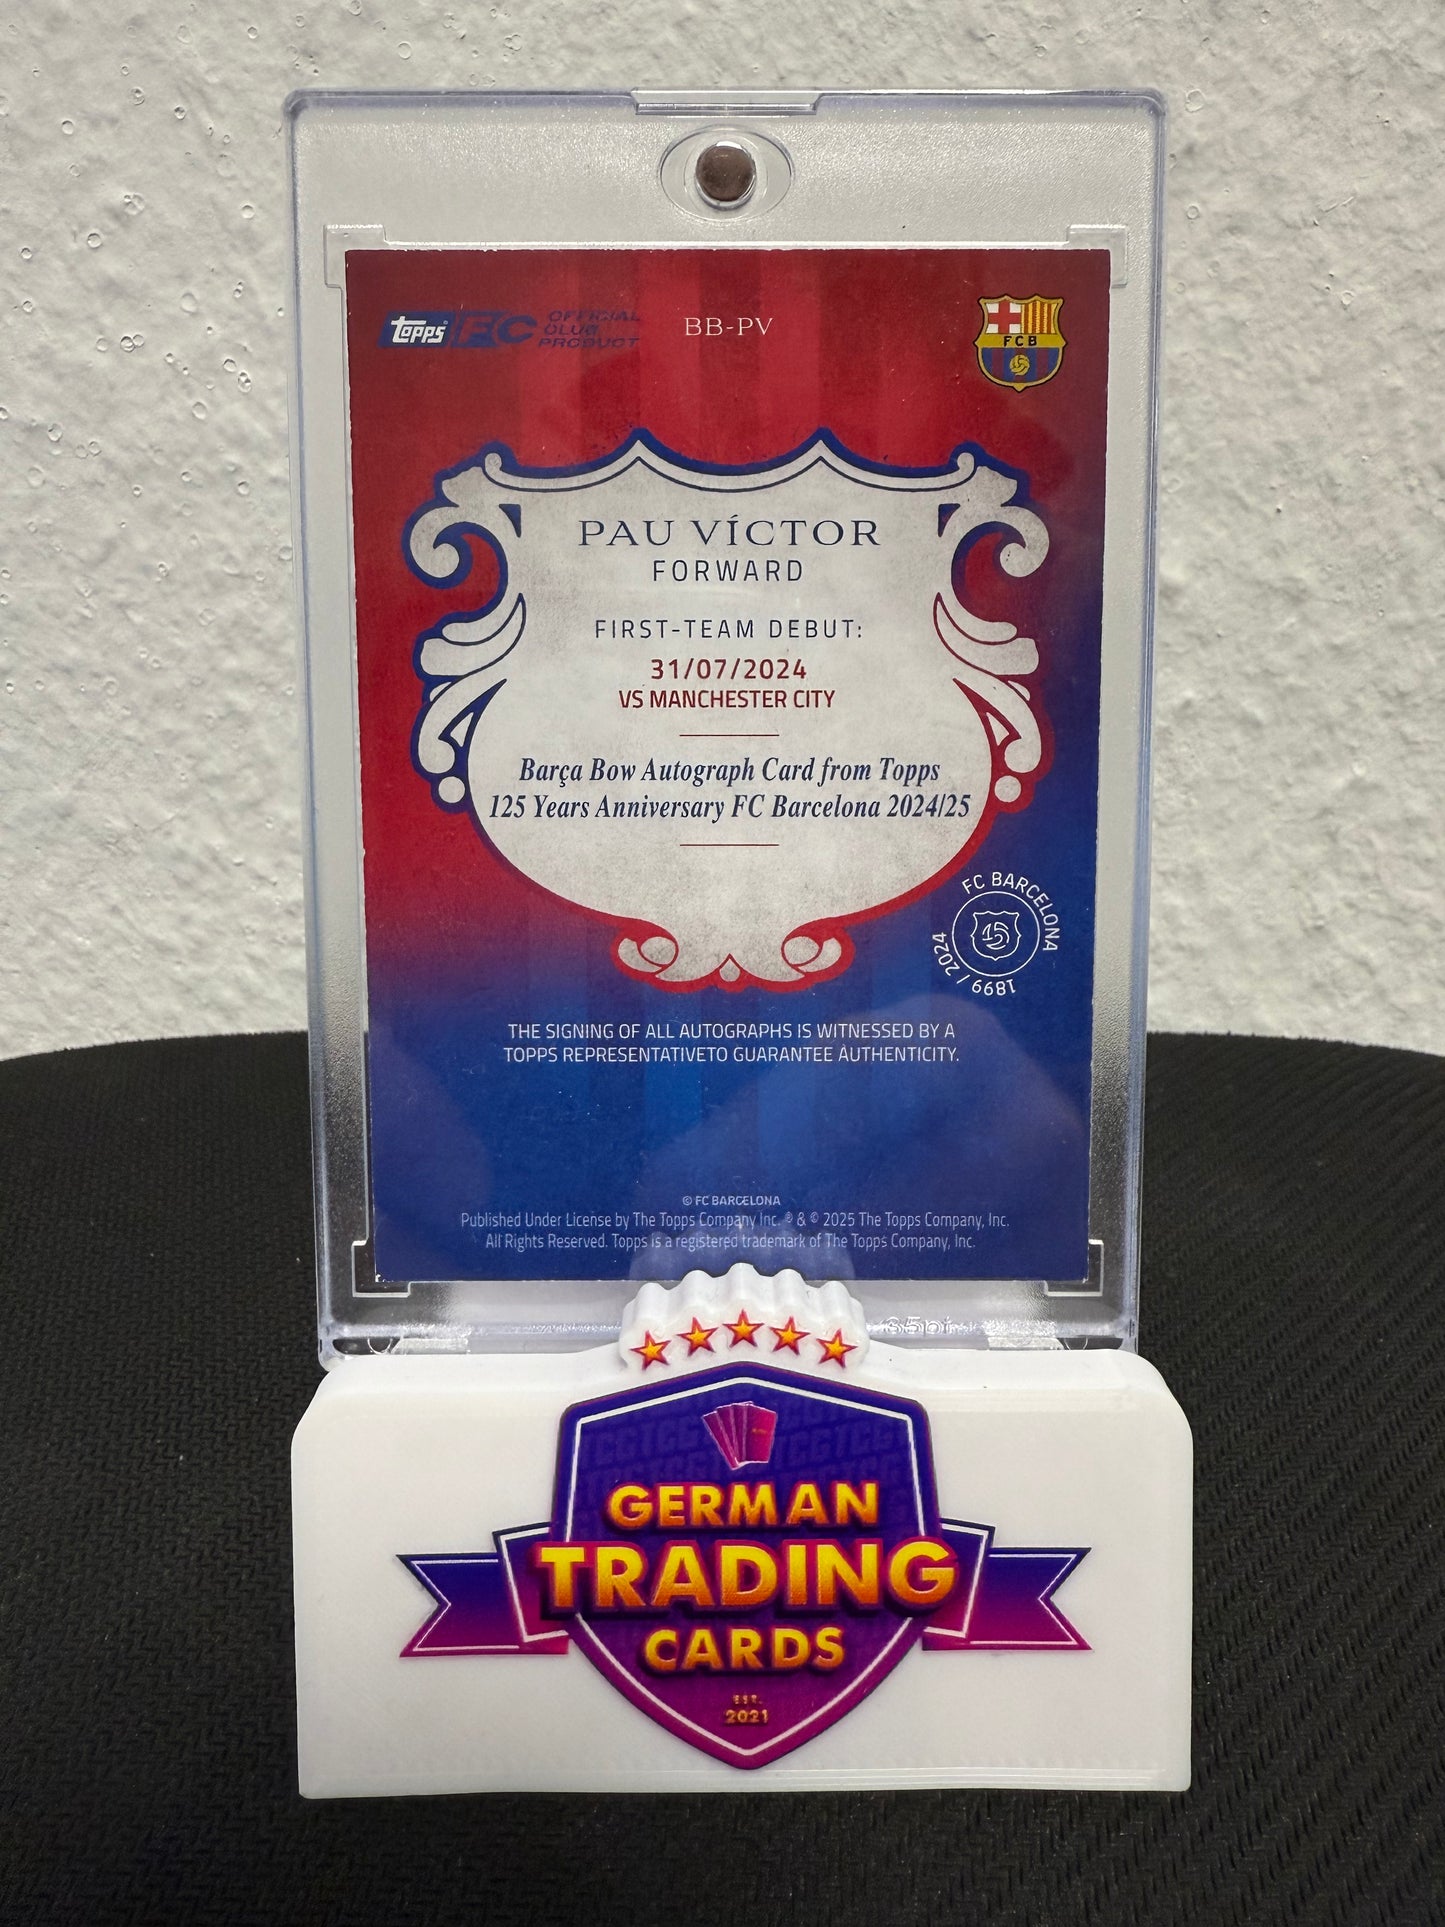 Topps FC OFFICIAL
CLUB
PRODUCT
BB-PV
FCB
PAU VÍCTOR
FORWARD
FIRST-TEAM DEBUT:
31/07/2024
VS MANCHESTER CITY
Barça Bow Autograph Card from Topps
125 Years Anniversary FC Barcelona 2024/25
FC BARCELONA
125
1899 / 2024
THE SIGNING OF ALL AUTOGRAPHS IS WITNESSED BY A
TOPPS REPRESENTATIVETO GUARANTEE AUTHENTICITY.
© FC BARCELONA
Published Under License by The Topps Company Inc. ® & © 2025 The Topps Company, Inc.
All Rights Reserved. Topps is a registered trademark of The Topps Company, Inc.
35pt
GERMAN
TRADING
CARDS
EST.
2021